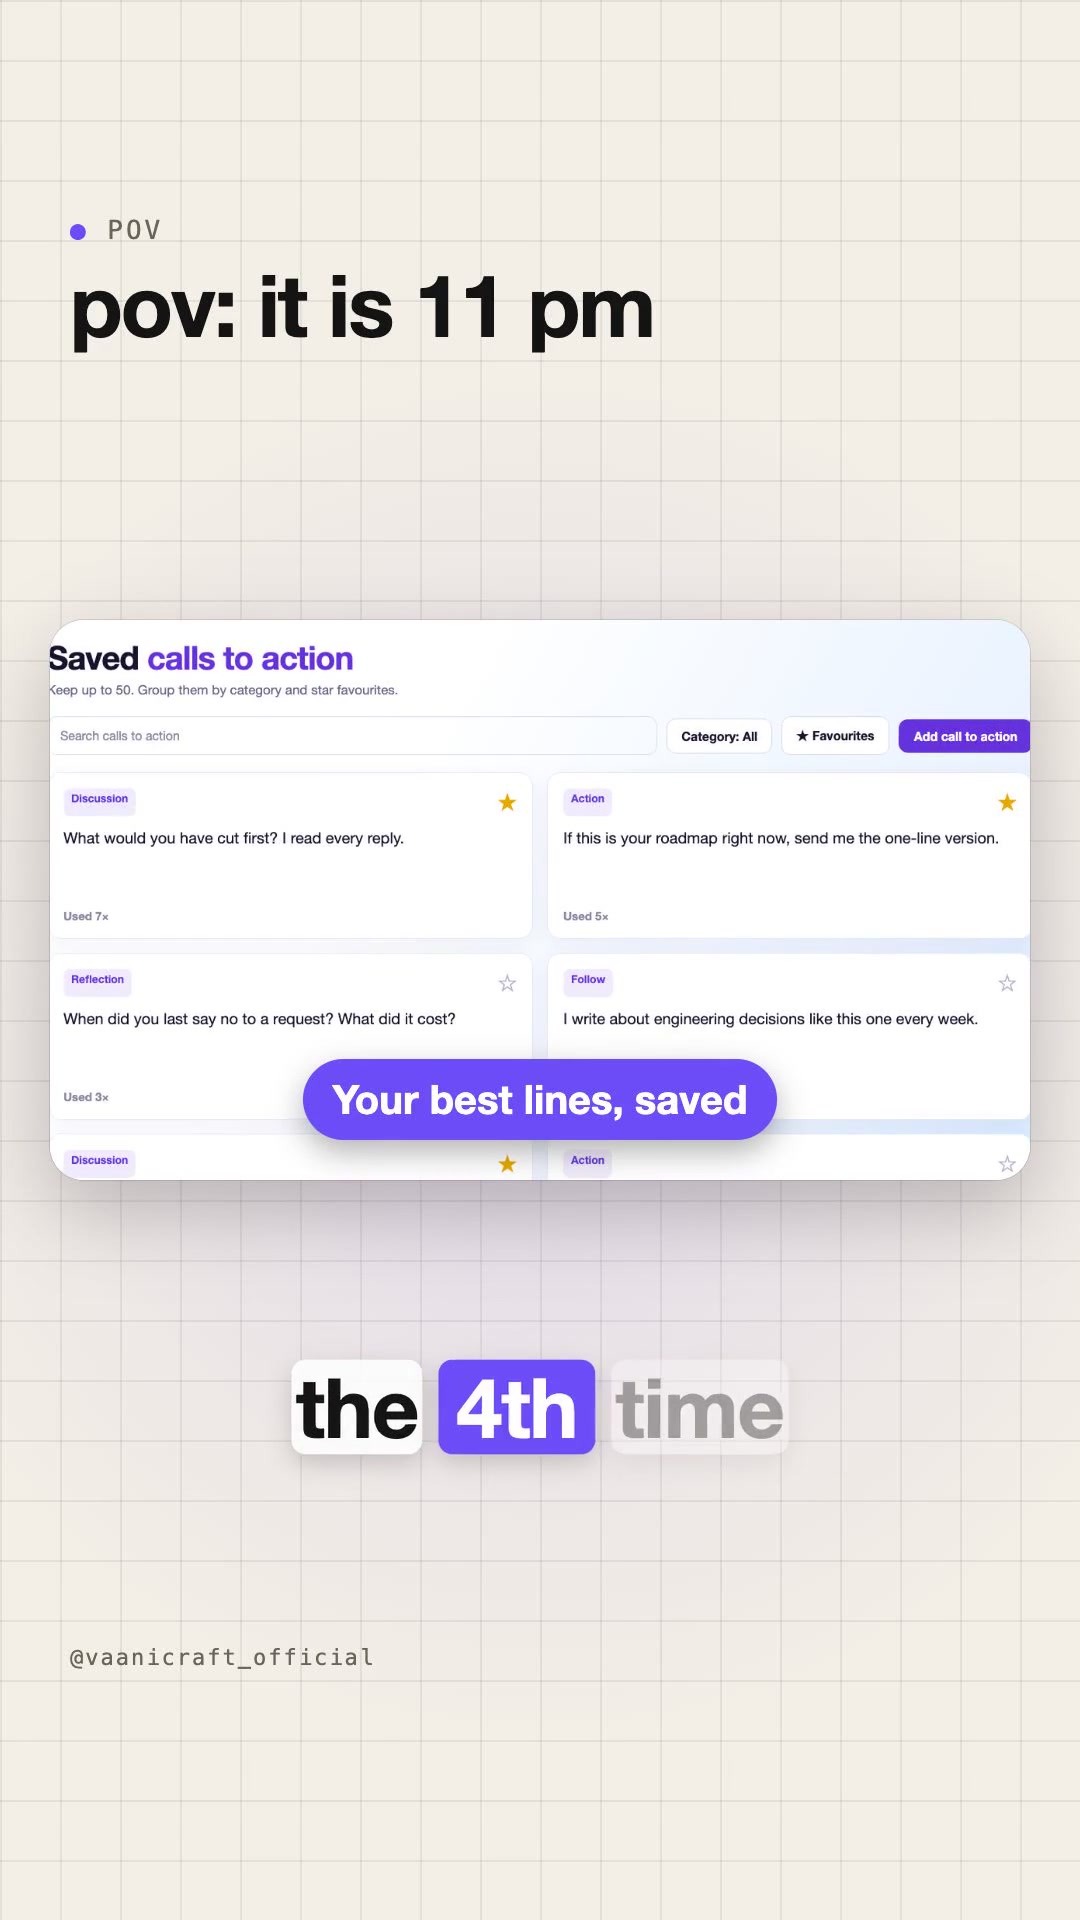 POV
pov: it is 11 pm
Saved calls to action
Keep up to 50. Group them by category and star favourites.
Search calls to action
Category: All
★ Favourites
Add call to action
Discussion
★
What would you have cut first? I read every reply.
Used 7×
Action
★
If this is your roadmap right now, send me the one-line version.
Used 5×
Reflection
☆
When did you last say no to a request? What did it cost?
Used 3×
Follow
☆
I write about engineering decisions like this one every week.
Your best lines, saved
Discussion
★
Action
☆
the 4th time
@vaanicraft_official